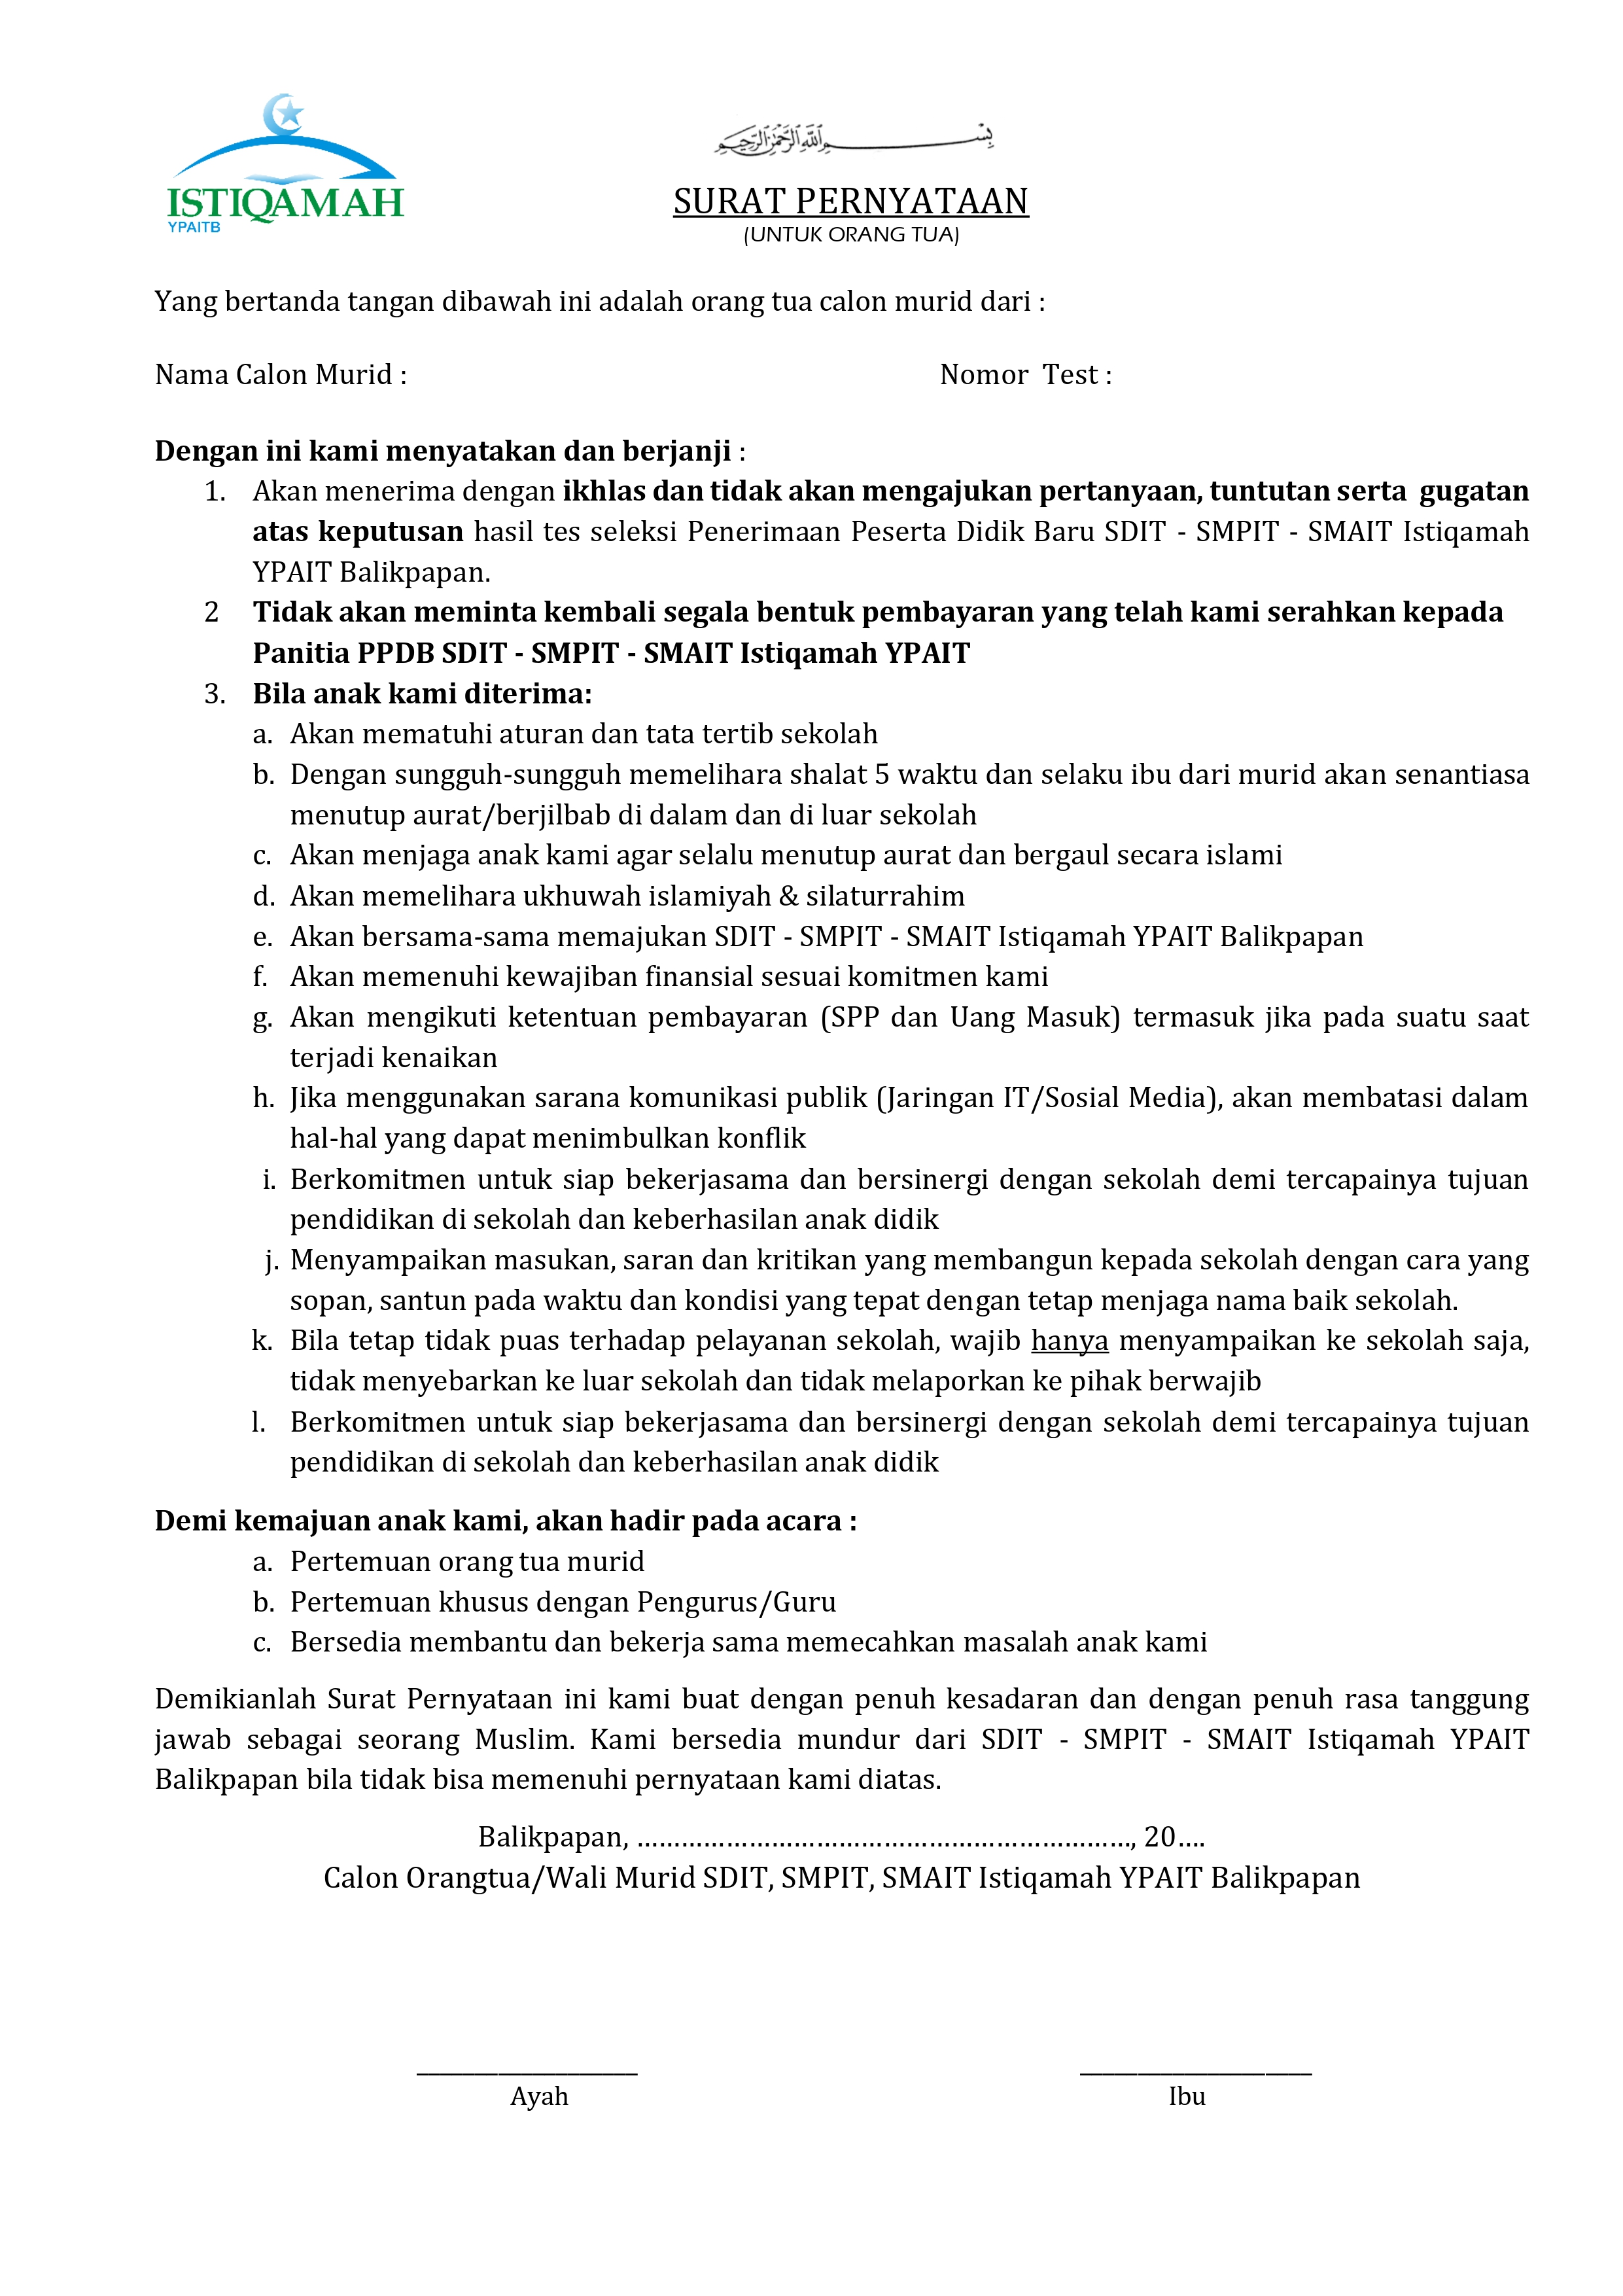 ISTIQAMAH
YPAITB
بِسْمِ اللَّهِ الرَّحْمَٰنِ الرَّحِيمِ
SURAT PERNYATAAN
(UNTUK ORANG TUA)
Yang bertanda tangan dibawah ini adalah orang tua calon murid dari :
Nama Calon Murid : Nomor Test :
Dengan ini kami menyatakan dan berjanji :
1. Akan menerima dengan ikhlas dan tidak akan mengajukan pertanyaan, tuntutan serta gugatan
atas keputusan hasil tes seleksi Penerimaan Peserta Didik Baru SDIT - SMPIT - SMAIT Istiqamah
YPAIT Balikpapan.
2 Tidak akan meminta kembali segala bentuk pembayaran yang telah kami serahkan kepada
Panitia PPDB SDIT - SMPIT - SMAIT Istiqamah YPAIT
3. Bila anak kami diterima:
a. Akan mematuhi aturan dan tata tertib sekolah
b. Dengan sungguh-sungguh memelihara shalat 5 waktu dan selaku ibu dari murid akan senantiasa
menutup aurat/berjilbab di dalam dan di luar sekolah
c. Akan menjaga anak kami agar selalu menutup aurat dan bergaul secara islami
d. Akan memelihara ukhuwah islamiyah & silaturrahim
e. Akan bersama-sama memajukan SDIT - SMPIT - SMAIT Istiqamah YPAIT Balikpapan
f. Akan memenuhi kewajiban finansial sesuai komitmen kami
g. Akan mengikuti ketentuan pembayaran (SPP dan Uang Masuk) termasuk jika pada suatu saat
terjadi kenaikan
h. Jika menggunakan sarana komunikasi publik (Jaringan IT/Sosial Media), akan membatasi dalam
hal-hal yang dapat menimbulkan konflik
i. Berkomitmen untuk siap bekerjasama dan bersinergi dengan sekolah demi tercapainya tujuan
pendidikan di sekolah dan keberhasilan anak didik
j. Menyampaikan masukan, saran dan kritikan yang membangun kepada sekolah dengan cara yang
sopan, santun pada waktu dan kondisi yang tepat dengan tetap menjaga nama baik sekolah.
k. Bila tetap tidak puas terhadap pelayanan sekolah, wajib hanya menyampaikan ke sekolah saja,
tidak menyebarkan ke luar sekolah dan tidak melaporkan ke pihak berwajib
l. Berkomitmen untuk siap bekerjasama dan bersinergi dengan sekolah demi tercapainya tujuan
pendidikan di sekolah dan keberhasilan anak didik
Demi kemajuan anak kami, akan hadir pada acara :
a. Pertemuan orang tua murid
b. Pertemuan khusus dengan Pengurus/Guru
c. Bersedia membantu dan bekerja sama memecahkan masalah anak kami
Demikianlah Surat Pernyataan ini kami buat dengan penuh kesadaran dan dengan penuh rasa tanggung
jawab sebagai seorang Muslim. Kami bersedia mundur dari SDIT - SMPIT - SMAIT Istiqamah YPAIT
Balikpapan bila tidak bisa memenuhi pernyataan kami diatas.
Balikpapan, …………………………………………………………, 20….
Calon Orangtua/Wali Murid SDIT, SMPIT, SMAIT Istiqamah YPAIT Balikpapan
___________________ ____________________
Ayah Ibu